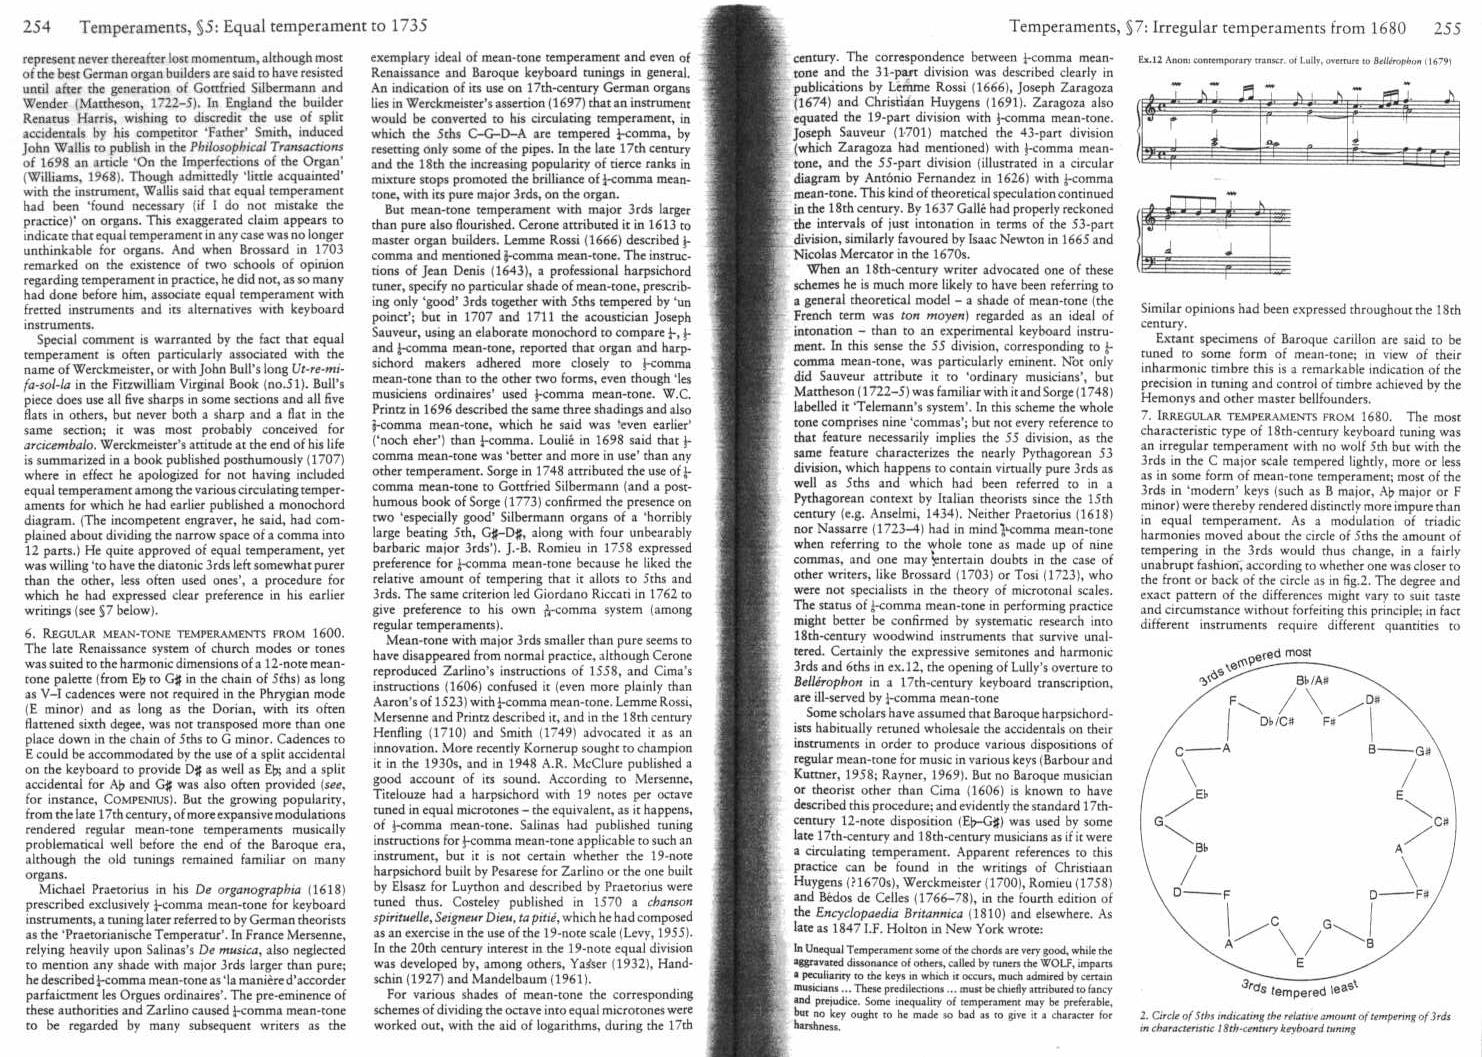 254 Temperaments, §5: Equal temperament to 1735
represent never thereafter lost momentum, although most
of the best German organ builders are said to have resisted
until after the generation of Gottfried Silbermann and
Wender (Mattheson, 1722–5). In England the builder
Renatus Harris, wishing to discredit the use of split
accidentals by his competitor 'Father' Smith, induced
John Wallis to publish in the Philosophical Transactions
of 1698 an article 'On the Imperfections of the Organ'
(Williams, 1968). Though admittedly 'little acquainted'
with the instrument, Wallis said that equal temperament
had been 'found necessary (if I do not mistake the
practice)' on organs. This exaggerated claim appears to
indicate that equal temperament in any case was no longer
unthinkable for organs. And when Brossard in 1703
remarked on the existence of two schools of opinion
regarding temperament in practice, he did not, as so many
had done before him, associate equal temperament with
fretted instruments and its alternatives with keyboard
instruments.
Special comment is warranted by the fact that equal
temperament is often particularly associated with the
name of Werckmeister, or with John Bull's long Ut-re-mi-
fa-sol-la in the Fitzwilliam Virginal Book (no.51). Bull's
piece does use all five sharps in some sections and all five
flats in others, but never both a sharp and a flat in the
same section; it was most probably conceived for
arcicembalo. Werckmeister's attitude at the end of his life
is summarized in a book published posthumously (1707)
where in effect he apologized for not having included
equal temperament among the various circulating temper-
aments for which he had earlier published a monochord
diagram. (The incompetent engraver, he said, had com-
plained about dividing the narrow space of a comma into
12 parts.) He quite approved of equal temperament, yet
was willing 'to have the diatonic 3rds left somewhat purer
than the other, less often used ones', a procedure for
which he had expressed clear preference in his earlier
writings (see §7 below).
6. REGULAR MEAN-TONE TEMPERAMENTS FROM 1600.
The late Renaissance system of church modes or tones
was suited to the harmonic dimensions of a 12-note mean-
tone palette (from E♭ to G♯ in the chain of 5ths) as long
as V–I cadences were not required in the Phrygian mode
(E minor) and as long as the Dorian, with its often
flattened sixth degee, was not transposed more than one
place down in the chain of 5ths to G minor. Cadences to
E could be accommodated by the use of a split accidental
on the keyboard to provide D♯ as well as E♭; and a split
accidental for A♭ and G♯ was also often provided (see,
for instance, COMPENIUS). But the growing popularity,
from the late 17th century, of more expansive modulations
rendered regular mean-tone temperaments musically
problematical well before the end of the Baroque era,
although the old tunings remained familiar on many
organs.
Michael Praetorius in his De organographia (1618)
prescribed exclusively -comma mean-tone for keyboard
instruments, a tuning later referred to by German theorists
as the 'Praetorianische Temperatur'. In France Mersenne,
relying heavily upon Salinas's De musica, also neglected
to mention any shade with major 3rds larger than pure;
he described -comma mean-tone as 'la manière d'accorder
parfaictment les Orgues ordinaires'. The pre-eminence of
these authorities and Zarlino caused -comma mean-tone
to be regarded by many subsequent writers as the
exemplary ideal of mean-tone temperament and even of
Renaissance and Baroque keyboard tunings in general.
An indication of its use on 17th-century German organs
lies in Werckmeister's assertion (1697) that an instrument
would be converted to his circulating temperament, in
which the 5ths C–G–D–A are tempered -comma, by
resetting only some of the pipes. In the late 17th century
and the 18th the increasing popularity of tierce ranks in
mixture stops promoted the brilliance of -comma mean-
tone, with its pure major 3rds, on the organ.
But mean-tone temperament with major 3rds larger
than pure also flourished. Cerone attributed it in 1613 to
master organ builders. Lemme Rossi (1666) described
comma and mentioned -comma mean-tone. The instruc-
tions of Jean Denis (1643), a professional harpsichord
tuner, specify no particular shade of mean-tone, prescrib-
ing only 'good' 3rds together with 5ths tempered by 'un
poinct'; but in 1707 and 1711 the acoustician Joseph
Sauveur, using an elaborate monochord to compare
and -comma mean-tone, reported that organ and harp-
sichord makers adhered more closely to -comma
mean-tone than to the other two forms, even though 'les
musiciens ordinaires' used -comma mean-tone. W.C.
Printz in 1696 described the same three shadings and also
-comma mean-tone, which he said was 'even earlier'
('noch eher') than -comma. Loulié in 1698 said that
comma mean-tone was 'better and more in use' than any
other temperament. Sorge in 1748 attributed the use of
comma mean-tone to Gottfried Silbermann (and a post-
humous book of Sorge (1773) confirmed the presence on
two 'especially good' Silbermann organs of a 'horribly
large beating 5th, G♯–D♯, along with four unbearably
barbaric major 3rds'). J.-B. Romieu in 1758 expressed
preference for -comma mean-tone because he liked the
relative amount of tempering that it allots to 5ths and
3rds. The same criterion led Giordano Riccati in 1762 to
give preference to his own -comma system (among
regular temperaments).
Mean-tone with major 3rds smaller than pure seems to
have disappeared from normal practice, although Cerone
reproduced Zarlino's instructions of 1558, and Cima's
instructions (1606) confused it (even more plainly than
Aaron's of 1523) with -comma mean-tone. Lemme Rossi,
Mersenne and Printz described it, and in the 18th century
Henfling (1710) and Smith (1749) advocated it as an
innovation. More recently Kornerup sought to champion
it in the 1930s, and in 1948 A.R. McClure published a
good account of its sound. According to Mersenne,
Titelouze had a harpsichord with 19 notes per octave
tuned in equal microtones – the equivalent, as it happens,
of -comma mean-tone. Salinas had published tuning
instructions for -comma mean-tone applicable to such an
instrument, but it is not certain whether the 19-note
harpsichord built by Pesarese for Zarlino or the one built
by Elsasz for Luython and described by Praetorius were
tuned thus. Costeley published in 1570 a chanson
spirituelle, Seigneur Dieu, ta pitié, which he had composed
as an exercise in the use of the 19-note scale (Levy, 1955).
In the 20th century interest in the 19-note equal division
was developed by, among others, Yasser (1932), Hand-
schin (1927) and Mandelbaum (1961).
For various shades of mean-tone the corresponding
schemes of dividing the octave into equal microtones were
worked out, with the aid of logarithms, during the 17th
Temperaments, §7: Irregular temperaments from 1680 255
century. The correspondence between -comma mean-
tone and the 31-part division was described clearly in
publications by Lemme Rossi (1666), Joseph Zaragoza
(1674) and Christiaan Huygens (1691). Zaragoza also
equated the 19-part division with -comma mean-tone.
Joseph Sauveur (1701) matched the 43-part division
(which Zaragoza had mentioned) with -comma mean-
tone, and the 55-part division (illustrated in a circular
diagram by António Fernandez in 1626) with -comma
mean-tone. This kind of theoretical speculation continued
in the 18th century. By 1637 Gallé had properly reckoned
the intervals of just intonation in terms of the 53-part
division, similarly favoured by Isaac Newton in 1665 and
Nicolas Mercator in the 1670s.
When an 18th-century writer advocated one of these
schemes he is much more likely to have been referring to
a general theoretical model – a shade of mean-tone (the
French term was ton moyen) regarded as an ideal of
intonation – than to an experimental keyboard instru-
ment. In this sense the 55 division, corresponding to
comma mean-tone, was particularly eminent. Not only
did Sauveur attribute it to 'ordinary musicians', but
Mattheson (1722–5) was familiar with it and Sorge (1748)
labelled it 'Telemann's system'. In this scheme the whole
tone comprises nine 'commas'; but not every reference to
that feature necessarily implies the 55 division, as the
same feature characterizes the nearly Pythagorean 53
division, which happens to contain virtually pure 3rds as
well as 5ths and which had been referred to in a
Pythagorean context by Italian theorists since the 15th
century (e.g. Anselmi, 1434). Neither Praetorius (1618)
nor Nassarre (1723–4) had in mind -comma mean-tone
when referring to the whole tone as made up of nine
commas, and one may entertain doubts in the case of
other writers, like Brossard (1703) or Tosi (1723), who
were not specialists in the theory of microtonal scales.
The status of -comma mean-tone in performing practice
might better be confirmed by systematic research into
18th-century woodwind instruments that survive unal-
tered. Certainly the expressive semitones and harmonic
3rds and 6ths in ex.12, the opening of Lully's overture to
Bellérophon in a 17th-century keyboard transcription,
are ill-served by -comma mean-tone
Some scholars have assumed that Baroque harpsichord-
ists habitually retuned wholesale the accidentals on their
instruments in order to produce various dispositions of
regular mean-tone for music in various keys (Barbour and
Kuttner, 1958; Rayner, 1969). But no Baroque musician
or theorist other than Cima (1606) is known to have
described this procedure; and evidently the standard 17th-
century 12-note disposition (E♭–G♯) was used by some
late 17th-century and 18th-century musicians as if it were
a circulating temperament. Apparent references to this
practice can be found in the writings of Christiaan
Huygens (?1670s), Werckmeister (1700), Romieu (1758)
and Bédos de Celles (1766–78), in the fourth edition of
the Encyclopaedia Britannica (1810) and elsewhere. As
late as 1847 I.F. Holton in New York wrote:
In Unequal Temperament some of the chords are very good, while the
aggravated dissonance of others, called by tuners the WOLF, imparts
a peculiarity to the keys in which it occurs, much admired by certain
musicians ... These predilections ... must be chiefly attributed to fancy
and prejudice. Some inequality of temperament may be preferable,
but no key ought to he made so bad as to give it a character for
harshness.
Ex.12 Anon: contemporary transcr. of Lully, overture to Bellérophon (1679)
Similar opinions had been expressed throughout the 18th
century.
Extant specimens of Baroque carillon are said to be
tuned to some form of mean-tone; in view of their
inharmonic timbre this is a remarkable indication of the
precision in tuning and control of timbre achieved by the
Hemonys and other master bellfounders.
7. IRREGULAR TEMPERAMENTS FROM 1680. The most
characteristic type of 18th-century keyboard tuning was
an irregular temperament with no wolf 5th but with the
3rds in the C major scale tempered lightly, more or less
as in some form of mean-tone temperament; most of the
3rds in 'modern' keys (such as B major, A♭ major or F
minor) were thereby rendered distinctly more impure than
in equal temperament. As a modulation of triadic
harmonies moved about the circle of 5ths the amount of
tempering in the 3rds would thus change, in a fairly
unabrupt fashion, according to whether one was closer to
the front or back of the circle as in fig.2. The degree and
exact pattern of the differences might vary to suit taste
and circumstance without forfeiting this principle; in fact
different instruments require different quantities to
3rds tempered most
B♭/A#
F D♭/C# F# D#
C A B G#
E♭ E
G C#
B♭ A
D F D F#
A C G B
E
3rds tempered least
2. Circle of 5ths indicating the relative amount of tempering of 3rds
in characteristic 18th-century keyboard tuning